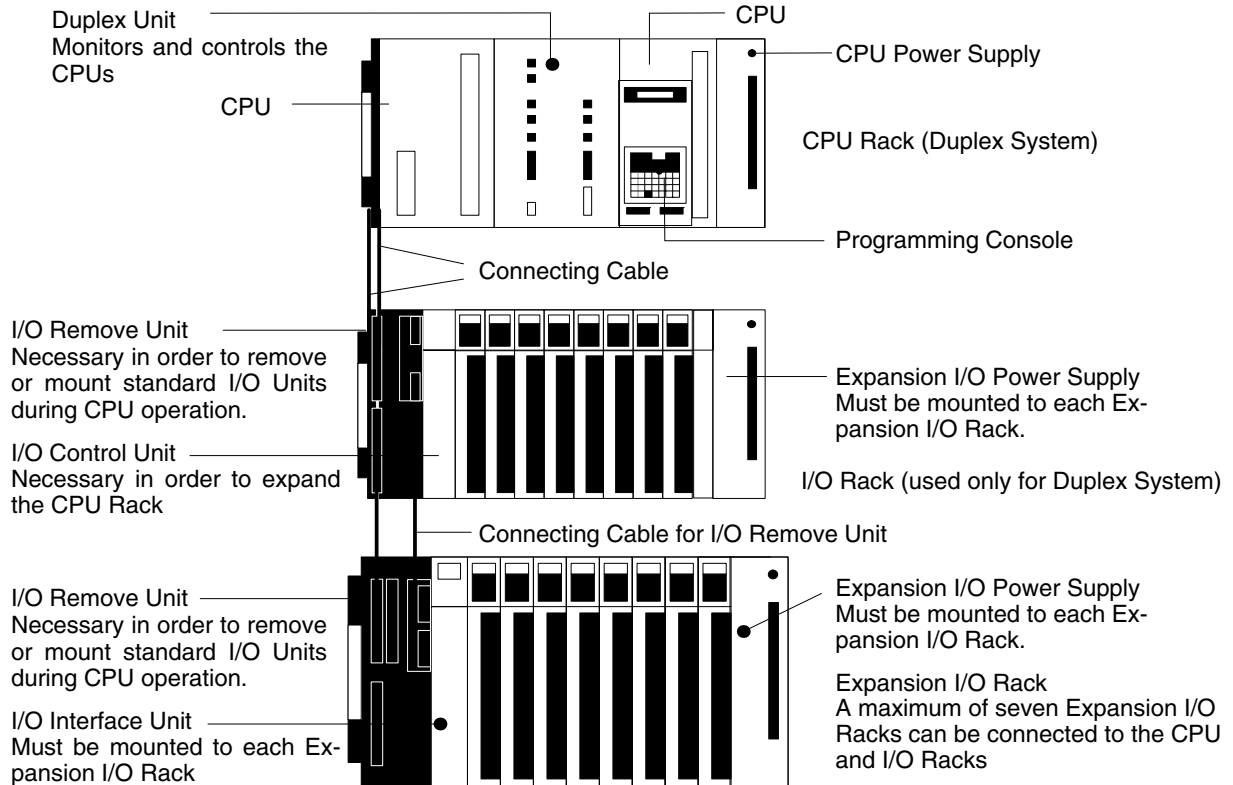 Duplex Unit
Monitors and controls the
CPUs
CPU
CPU
CPU Power Supply
CPU Rack (Duplex System)
Programming Console
Connecting Cable
I/O Remove Unit
Necessary in order to remove
or mount standard I/O Units
during CPU operation.
I/O Control Unit
Necessary in order to expand
the CPU Rack
Expansion I/O Power Supply
Must be mounted to each Ex-
pansion I/O Rack.
I/O Rack (used only for Duplex System)
Connecting Cable for I/O Remove Unit
I/O Remove Unit
Necessary in order to remove
or mount standard I/O Units
during CPU operation.
I/O Interface Unit
Must be mounted to each Ex-
pansion I/O Rack
Expansion I/O Power Supply
Must be mounted to each Ex-
pansion I/O Rack.
Expansion I/O Rack
A maximum of seven Expansion I/O
Racks can be connected to the CPU
and I/O Racks